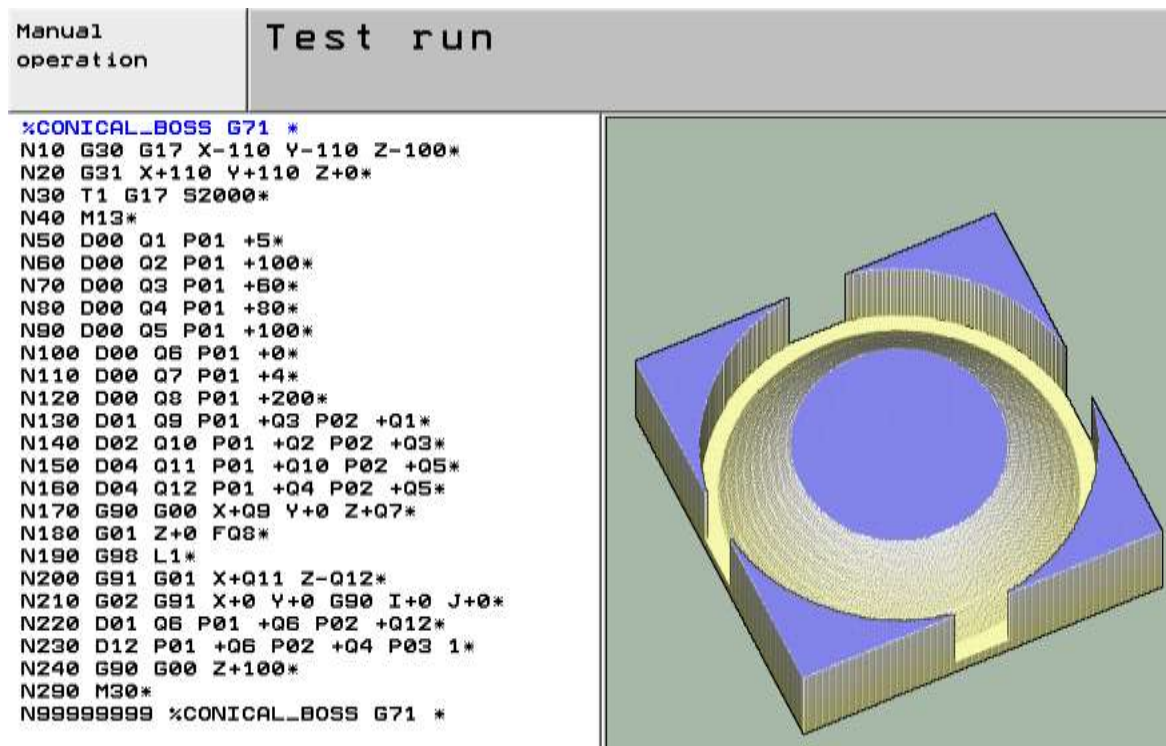 Manual
operation
Test run
%CONICAL_BOSS G71 *
N10 G30 G17 X-110 Y-110 Z-100*
N20 G31 X+110 Y+110 Z+0*
N30 T1 G17 S2000*
N40 M13*
N50 D00 Q1 P01 +5*
N60 D00 Q2 P01 +100*
N70 D00 Q3 P01 +60*
N80 D00 Q4 P01 +80*
N90 D00 Q5 P01 +100*
N100 D00 Q6 P01 +0*
N110 D00 Q7 P01 +4*
N120 D00 Q8 P01 +200*
N130 D01 Q9 P01 +Q3 P02 +Q1*
N140 D02 Q10 P01 +Q2 P02 +Q3*
N150 D04 Q11 P01 +Q10 P02 +Q5*
N160 D04 Q12 P01 +Q4 P02 +Q5*
N170 G90 G00 X+Q9 Y+0 Z+Q7*
N180 G01 Z+0 FQ8*
N190 G98 L1*
N200 G91 G01 X+Q11 Z-Q12*
N210 G02 G91 X+0 Y+0 G90 I+0 J+0*
N220 D01 Q6 P01 +Q6 P02 +Q12*
N230 D12 P01 +Q6 P02 +Q4 P03 1*
N240 G90 G00 Z+100*
N290 M30*
N99999999 %CONICAL_BOSS G71 *